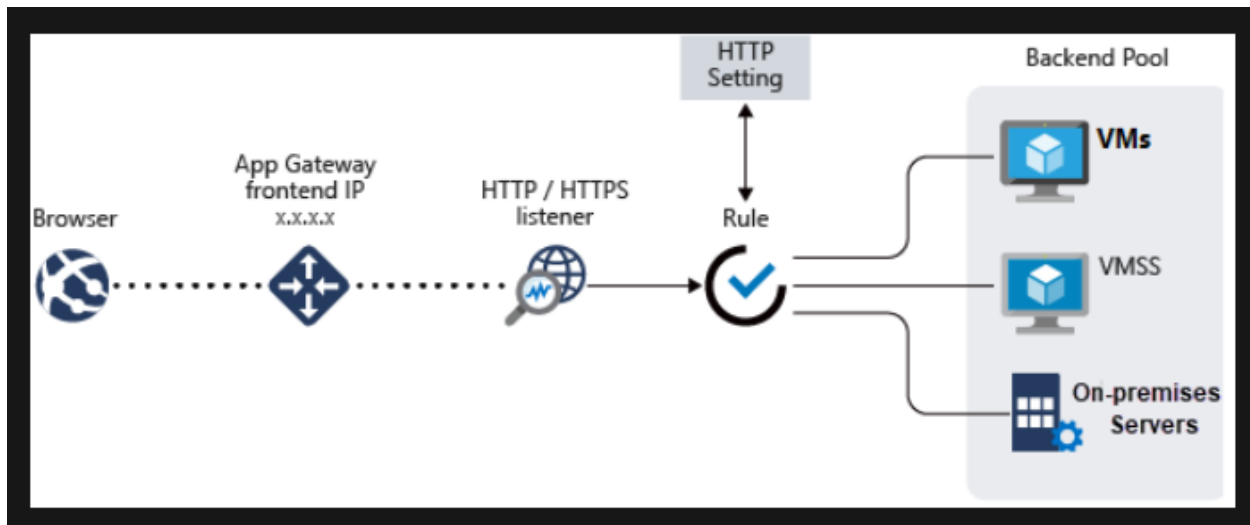 HTTP
Setting
Backend Pool
VMs
App Gateway
frontend IP
x.x.x.x
HTTP / HTTPS
listener
Browser
Rule
VMSS
On-premises
Servers